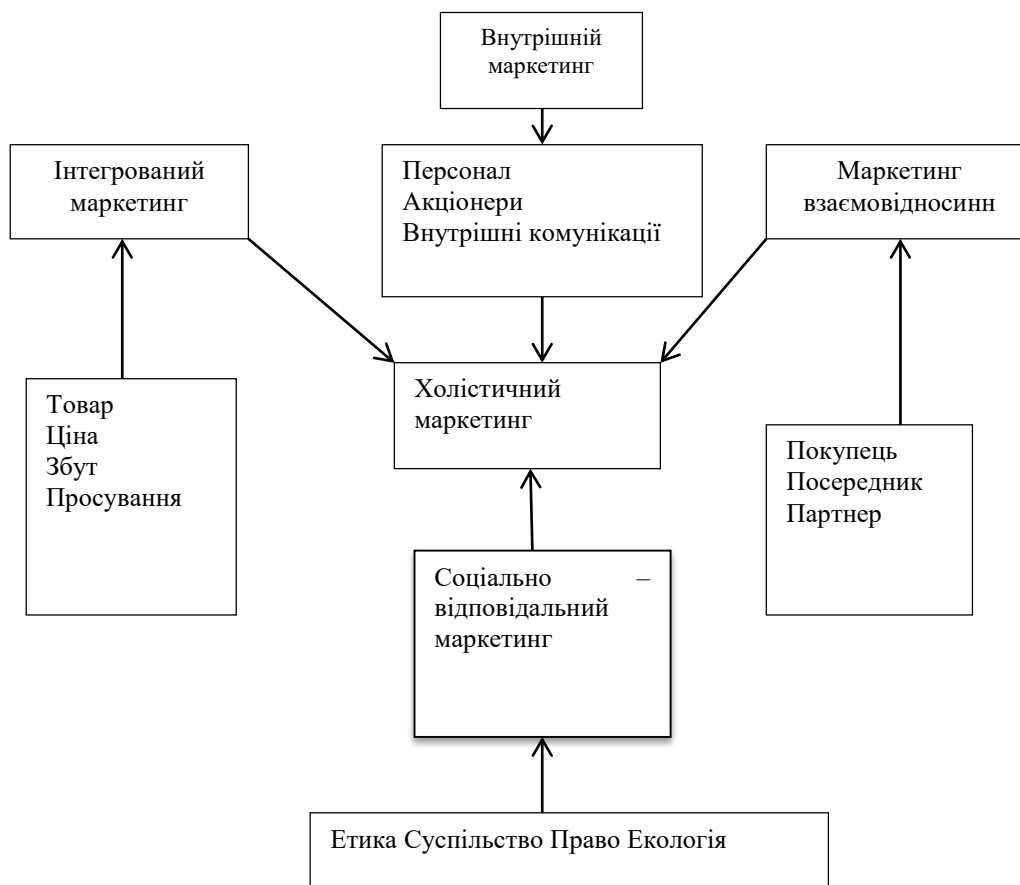 Внутрішній
маркетинг
Інтегрований
маркетинг
Персонал
Акціонери
Внутрішні комунікації
Маркетинг
взаємовідносинн
Холістичний
маркетинг
Товар
Ціна
Збут
Просування
Покупець
Посередник
Партнер
Соціально –
відповідальний
маркетинг
Етика Суспільство Право Екологія